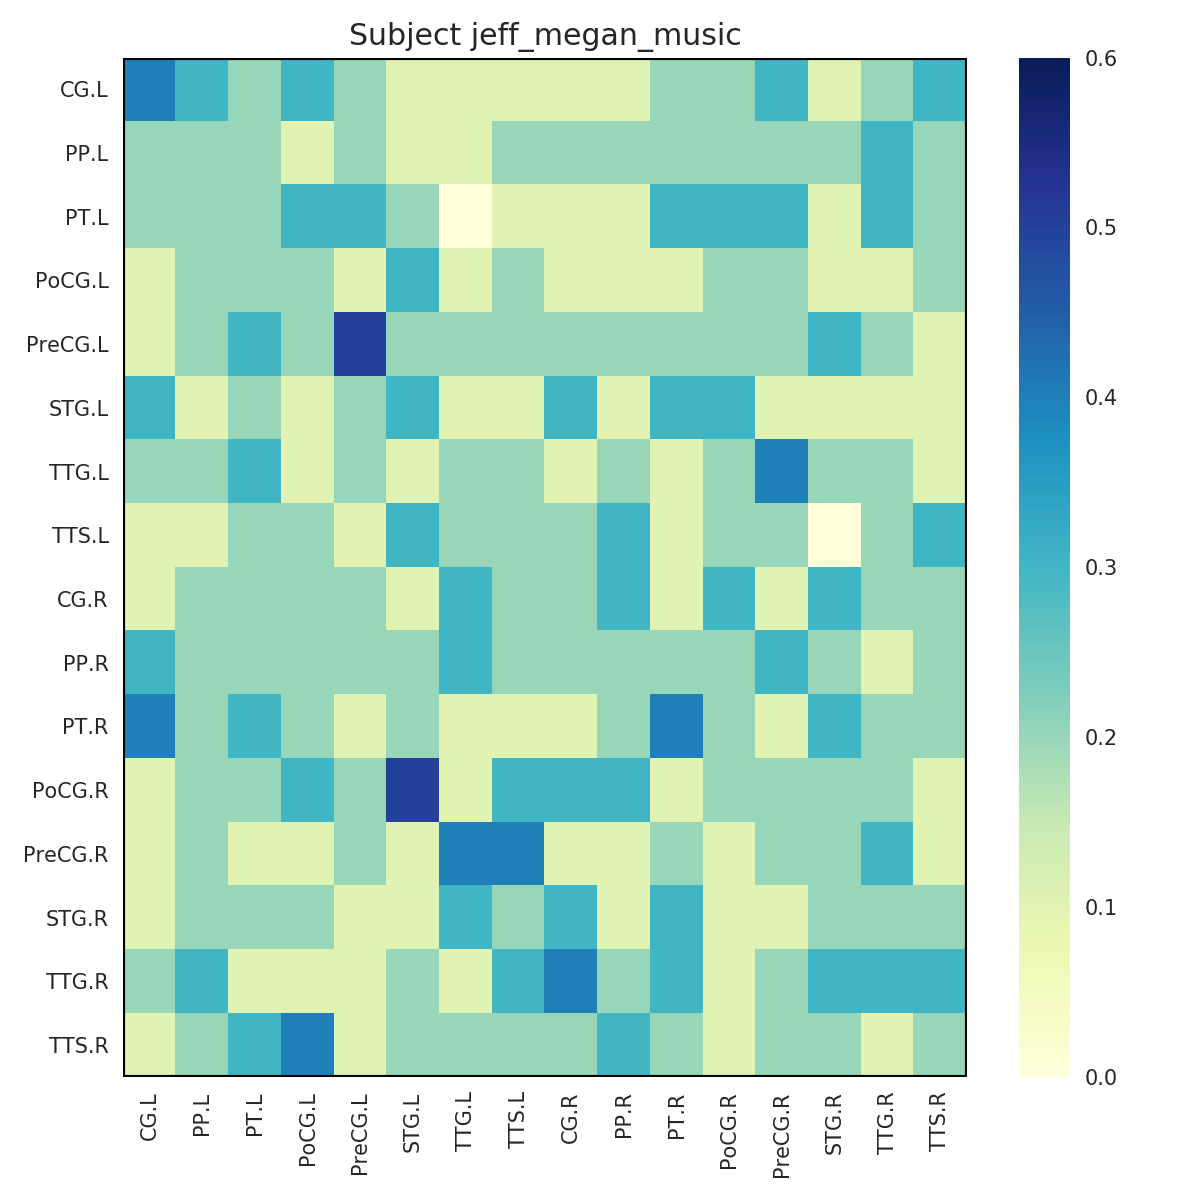 Subject jeff_megan_music
CG.L
PP.L
PT.L
PoCG.L
PreCG.L
STG.L
TTG.L
TTS.L
CG.R
PP.R
PT.R
PoCG.R
PreCG.R
STG.R
TTG.R
TTS.R
CG.L
PP.L
PT.L
PoCG.L
PreCG.L
STG.L
TTG.L
TTS.L
CG.R
PP.R
PT.R
PoCG.R
PreCG.R
STG.R
TTG.R
TTS.R
0.6
0.5
0.4
0.3
0.2
0.1
0.0